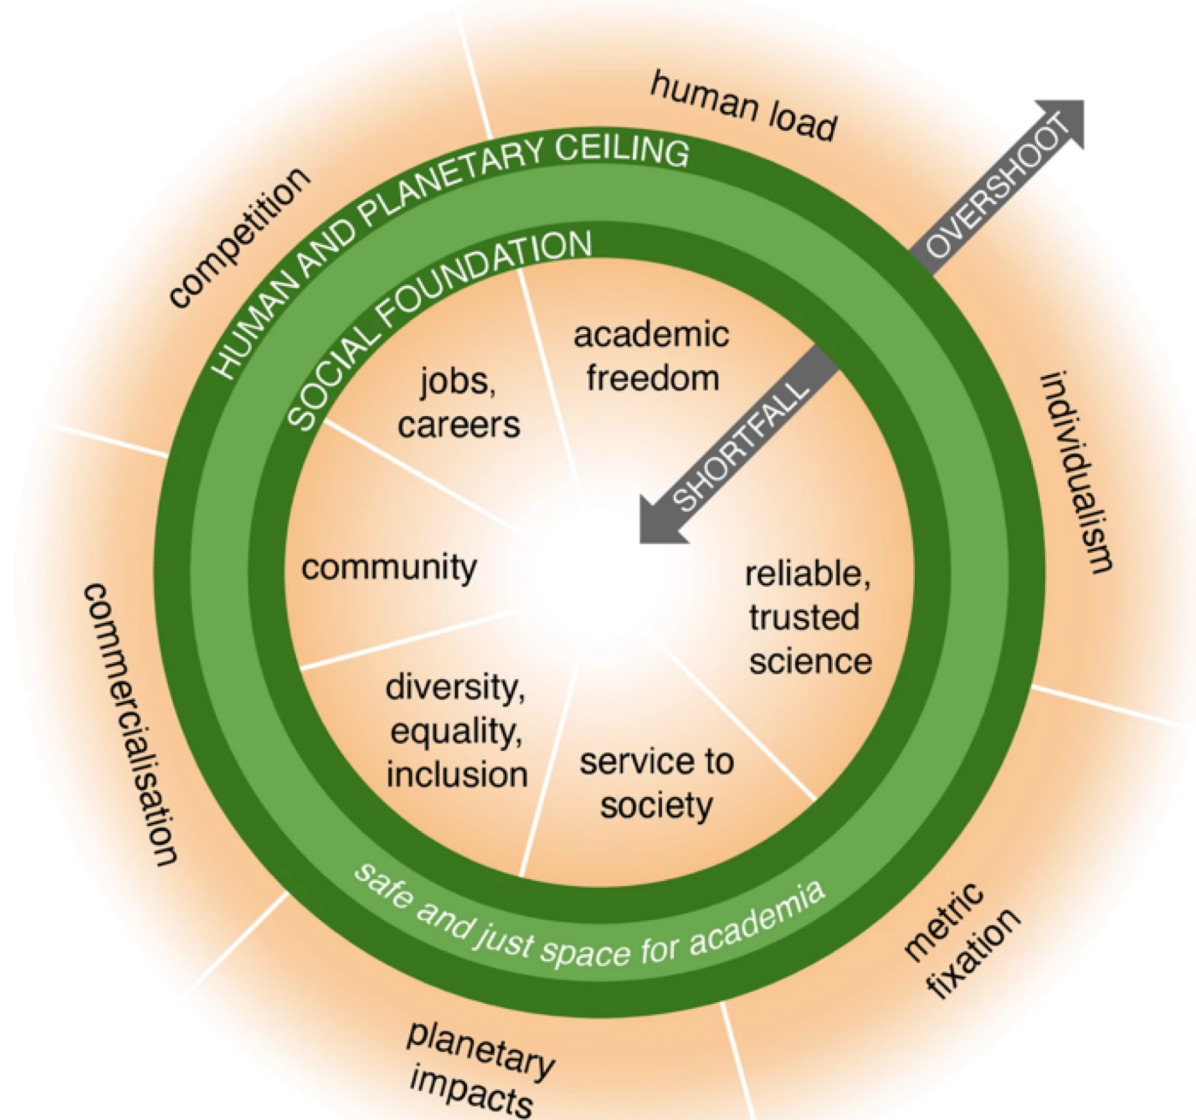 human load
OVERSHOOT
HUMAN AND PLANETARY CEILING
competition
SOCIAL FOUNDATION
academic
freedom
jobs,
careers
SHORTFALL
individualism
community
reliable,
trusted
science
commercialisation
diversity,
equality,
inclusion
service to
society
safe and just space for academia
metric
fixation
planetary
impacts